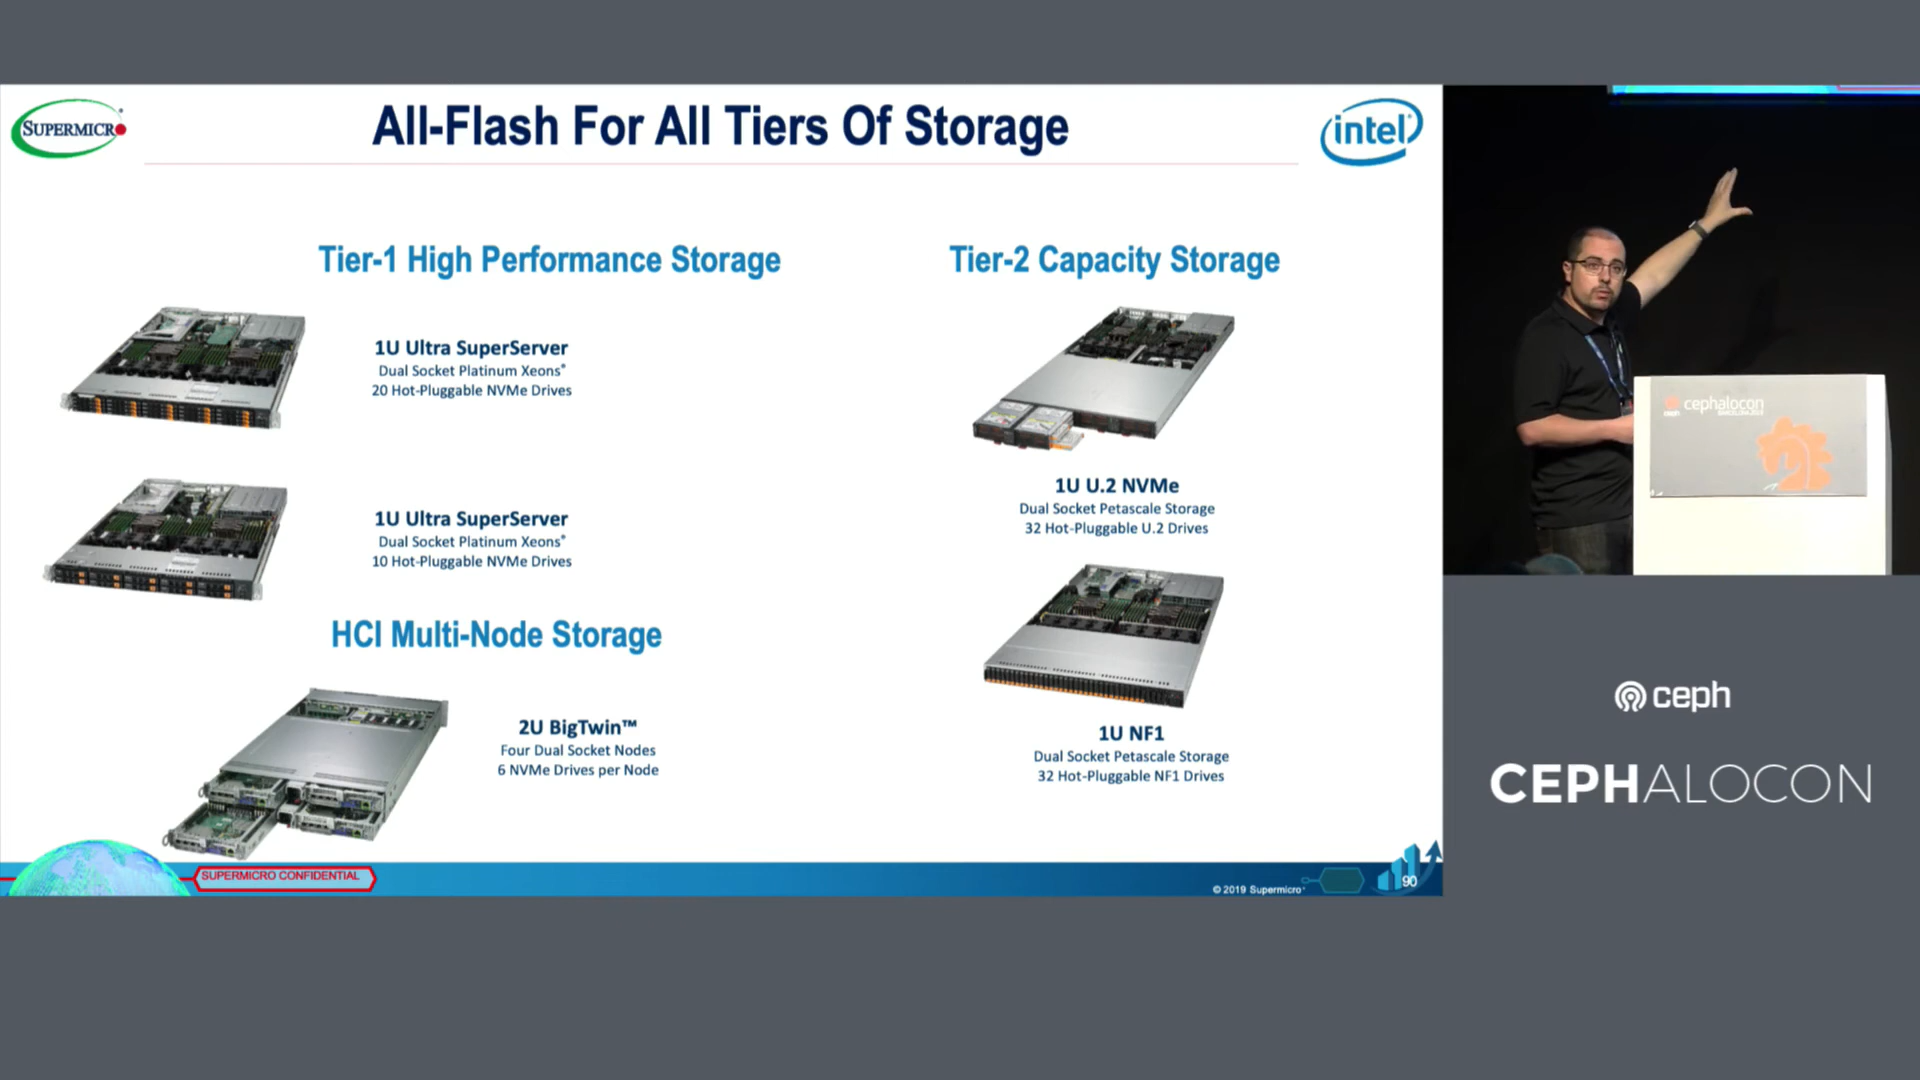 SUPERMICRO
All-Flash For All Tiers Of Storage
intel
Tier-1 High Performance Storage
1U Ultra SuperServer
Dual Socket Platinum Xeons®
20 Hot-Pluggable NVMe Drives
1U Ultra SuperServer
Dual Socket Platinum Xeons®
10 Hot-Pluggable NVMe Drives
HCI Multi-Node Storage
2U BigTwin™
Four Dual Socket Nodes
6 NVMe Drives per Node
Tier-2 Capacity Storage
1U U.2 NVMe
Dual Socket Petascale Storage
32 Hot-Pluggable U.2 Drives
1U NF1
Dual Socket Petascale Storage
32 Hot-Pluggable NF1 Drives
SUPERMICRO CONFIDENTIAL
© 2019 Supermicro
90
ceph
cephalocon
BARCELONA 2019
ceph
CEPHALOCON